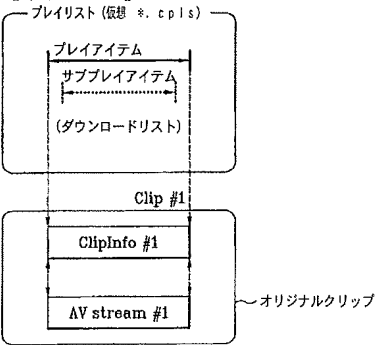 プレイリスト (仮想 *.cpls)
プレイアイテム
サブプレイアイテム
(ダウンロードリスト)
Clip #1
ClipInfo #1
AV stream #1
オリジナルクリップ